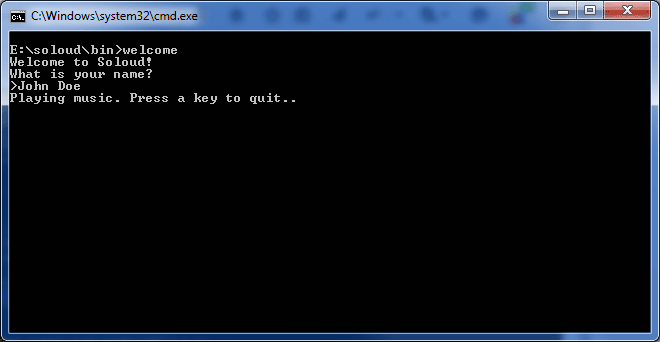 C:\Windows\system32\cmd.exe
E:\soloud\bin>welcome
Welcome to Soloud!
What is your name?
>John Doe
Playing music. Press a key to quit..